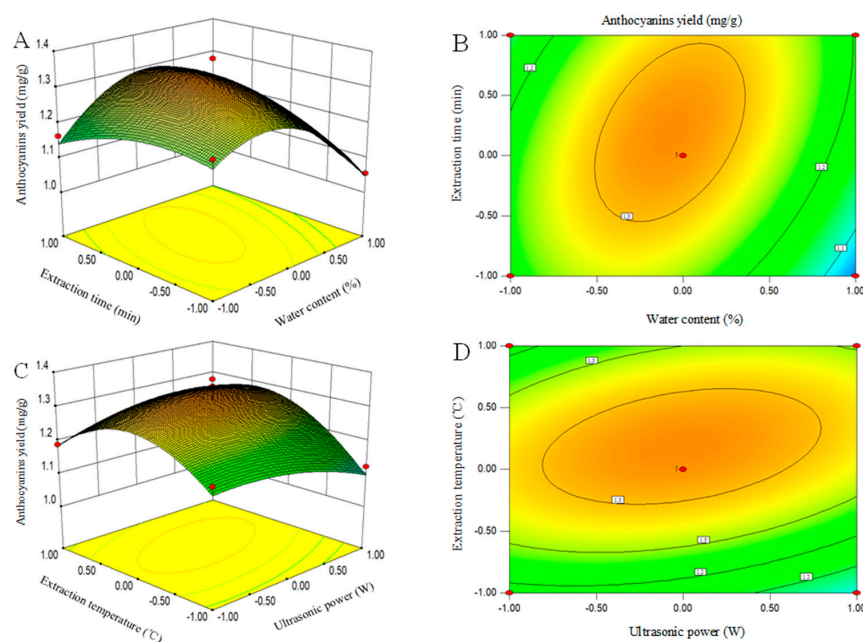 A
Anthocyanins yield (mg/g)
1.4
1.3
1.2
1.1
1.0
1.00
0.50
0.00
-0.50
-1.00
Extraction time (min)
-1.00
-0.50
0.00
0.50
1.00
Water content (%)
B
Anthocyanins yield (mg/g)
Extraction time (min)
1.00
0.50
0.00
-0.50
-1.00
1.2
1.2
1.3
5
-1.00 -0.50 0.00 0.50 1.00
Water content (%)
C
Anthocyanins yield (mg/g)
1.4
1.3
1.2
1.1
1.0
1.00
0.50
0.00
-0.50
-1.00
Extraction temperature (℃)
-1.00
-0.50
0.00
0.50
1.00
Ultrasonic power (W)
D
Extraction temperature (℃)
1.00
0.50
0.00
-0.50
-1.00
1.3
5
1.3
1.3
1.2
1.2
-1.00 -0.50 0.00 0.50 1.00
Ultrasonic power (W)